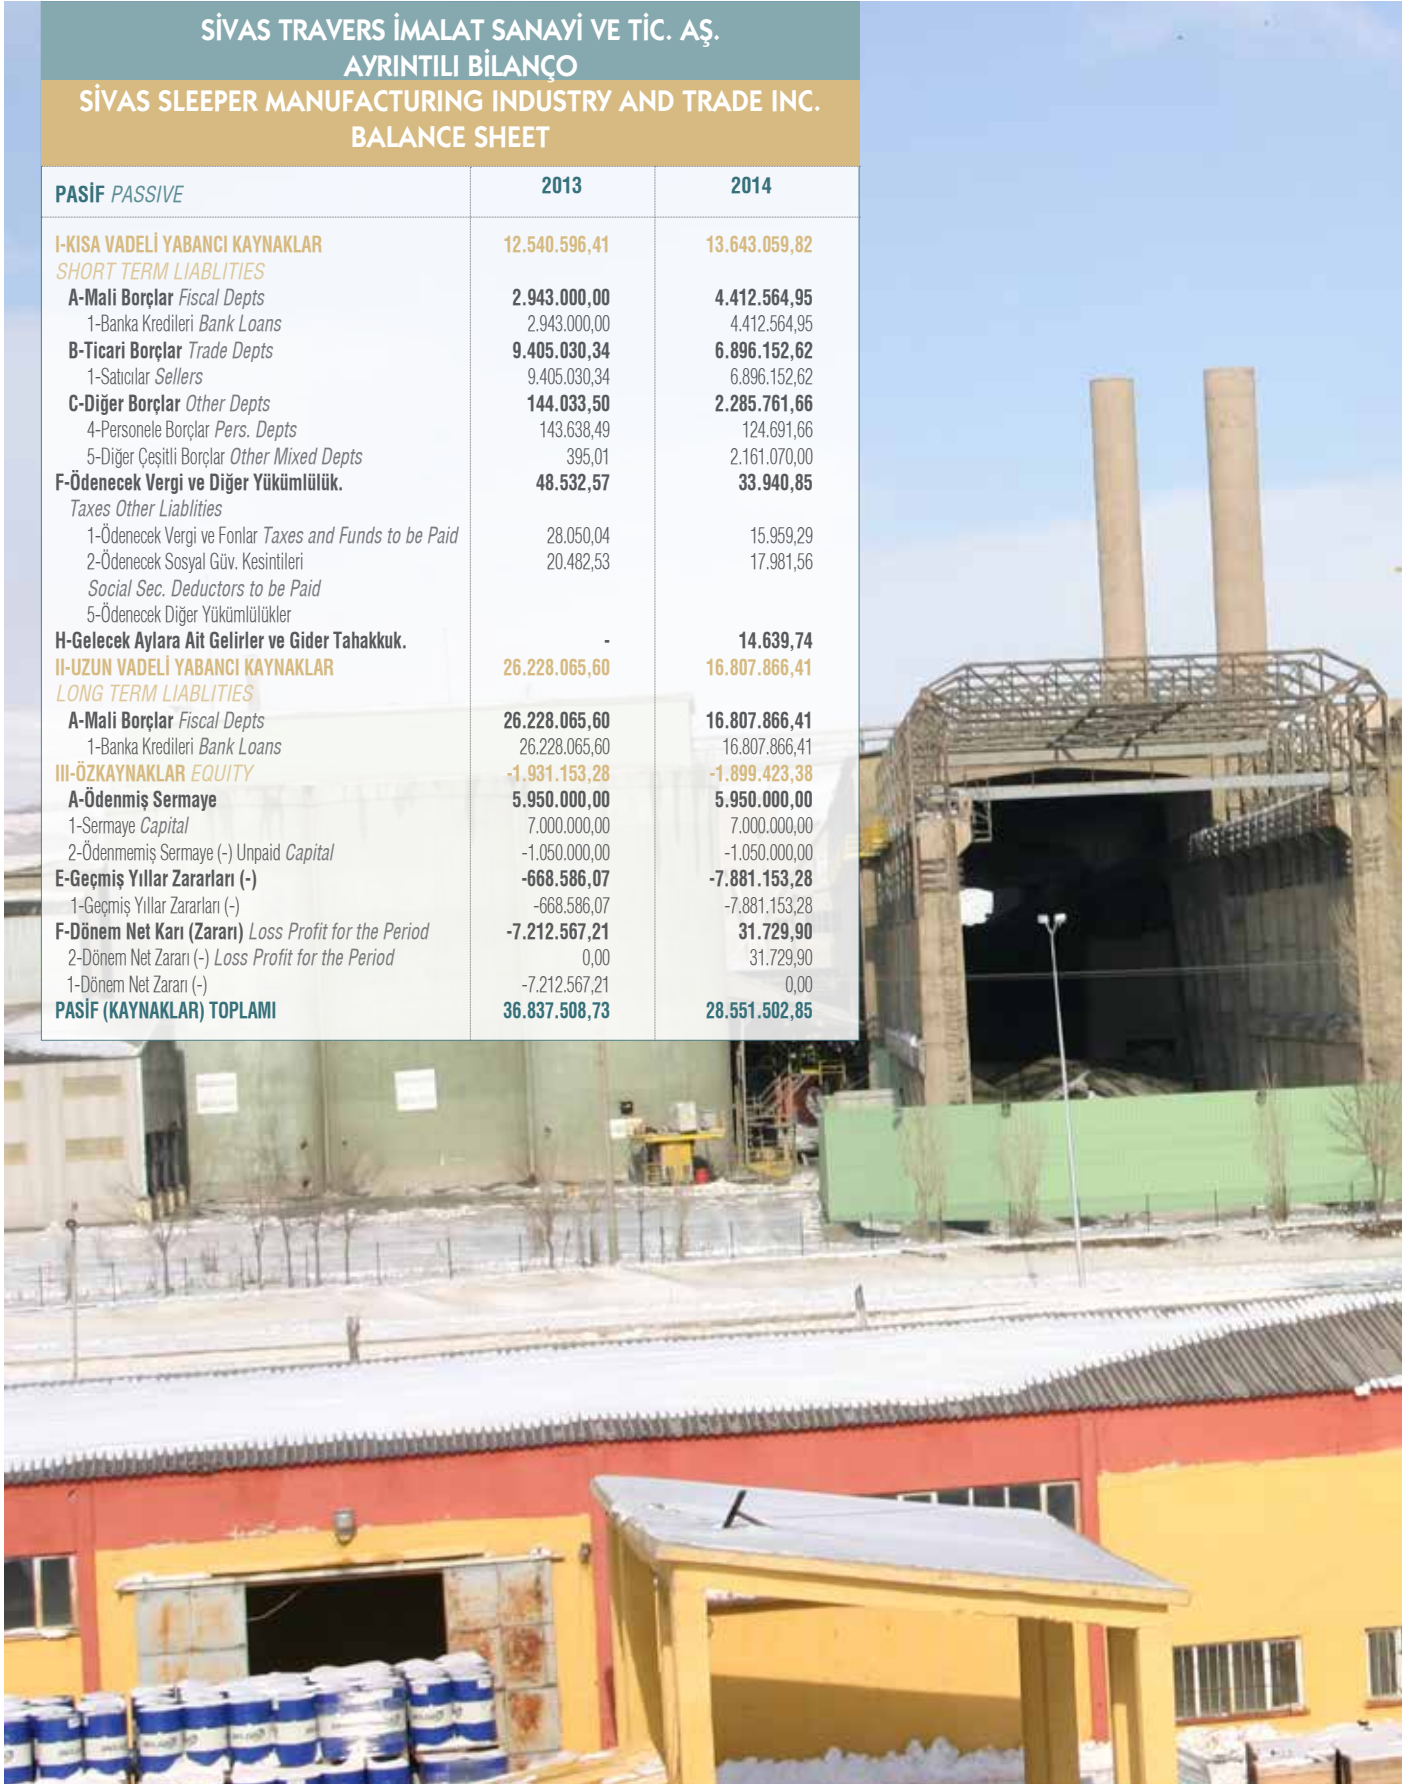 SİVAS TRAVERS İMALAT SANAYİ VE TİC. AŞ.
AYRINTILI BİLANÇO
SİVAS SLEEPER MANUFACTURING INDUSTRY AND TRADE INC.
BALANCE SHEET
PASİF PASSIVE 2013 2014
I-KISA VADELİ YABANCI KAYNAKLAR 12.540.596,41 13.643.059,82
SHORT TERM LIABLITIES
A-Mali Borçlar Fiscal Depts 2.943.000,00 4.412.564,95
1-Banka Kredileri Bank Loans 2.943.000,00 4.412.564,95
B-Ticari Borçlar Trade Depts 9.405.030,34 6.896.152,62
1-Satıcılar Sellers 9.405.030,34 6.896.152,62
C-Diğer Borçlar Other Depts 144.033,50 2.285.761,66
4-Personele Borçlar Pers. Depts 143.638,49 124.691,66
5-Diğer Çeşitli Borçlar Other Mixed Depts 395,01 2.161.070,00
F-Ödenecek Vergi ve Diğer Yükümlülük. 48.532,57 33.940,85
Taxes Other Liablities
1-Ödenecek Vergi ve Fonlar Taxes and Funds to be Paid 28.050,04 15.959,29
2-Ödenecek Sosyal Güv. Kesintileri 20.482,53 17.981,56
Social Sec. Deductors to be Paid
5-Ödenecek Diğer Yükümlülükler
H-Gelecek Aylara Ait Gelirler ve Gider Tahakkuk. - 14.639,74
II-UZUN VADELİ YABANCI KAYNAKLAR 26.228.065,60 16.807.866,41
LONG TERM LIABLITIES
A-Mali Borçlar Fiscal Depts 26.228.065,60 16.807.866,41
1-Banka Kredileri Bank Loans 26.228.065,60 16.807.866,41
III-ÖZKAYNAKLAR EQUITY -1.931.153,28 -1.899.423,38
A-Ödenmiş Sermaye 5.950.000,00 5.950.000,00
1-Sermaye Capital 7.000.000,00 7.000.000,00
2-Ödenmemiş Sermaye (-) Unpaid Capital -1.050.000,00 -1.050.000,00
E-Geçmiş Yıllar Zararları (-) -668.586,07 -7.881.153,28
1-Geçmiş Yıllar Zararları (-) -668.586,07 -7.881.153,28
F-Dönem Net Karı (Zararı) Loss Profit for the Period -7.212.567,21 31.729,90
2-Dönem Net Zararı (-) Loss Profit for the Period 0,00 31.729,90
1-Dönem Net Zararı (-) -7.212.567,21 0,00
PASİF (KAYNAKLAR) TOPLAMI 36.837.508,73 28.551.502,85